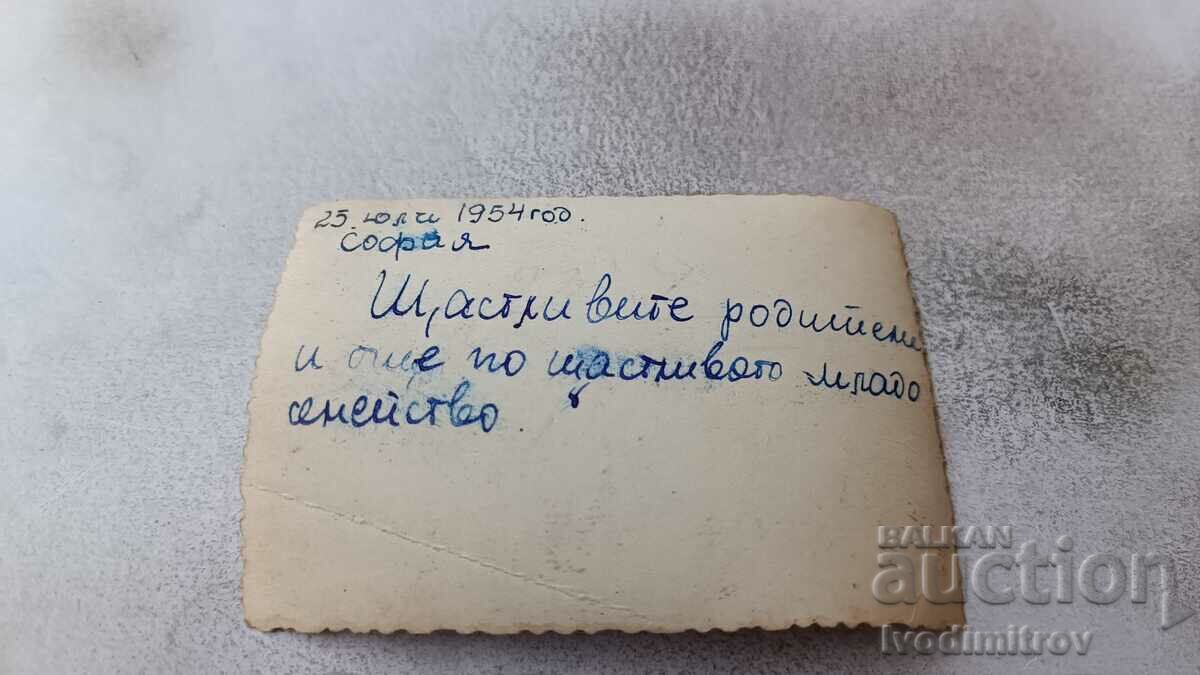 25. юли 1954 год.
София
Щастливите родители
и още по щастливото младо
семейство
BALKAN
auction
Ivodimitrov